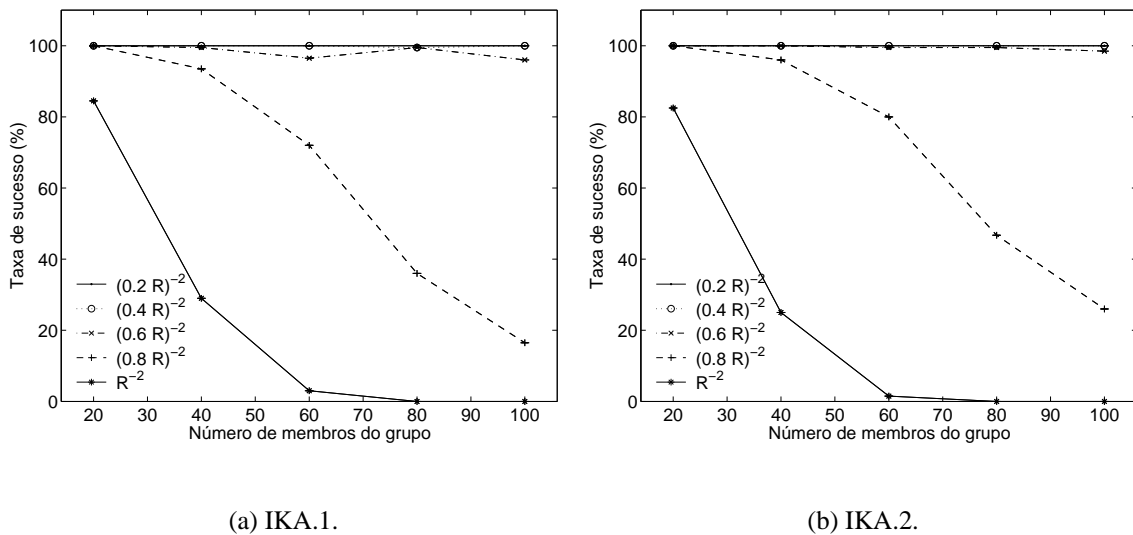 100
80
60
40
20
0
Taxa de sucesso (%)
(0.2 R)⁻²
(0.4 R)⁻²
(0.6 R)⁻²
(0.8 R)⁻²
R⁻²
20 30 40 50 60 70 80 90 100
Número de membros do grupo
(a) IKA.1.
100
80
60
40
20
0
Taxa de sucesso (%)
(0.2 R)⁻²
(0.4 R)⁻²
(0.6 R)⁻²
(0.8 R)⁻²
R⁻²
20 30 40 50 60 70 80 90 100
Número de membros do grupo
(b) IKA.2.